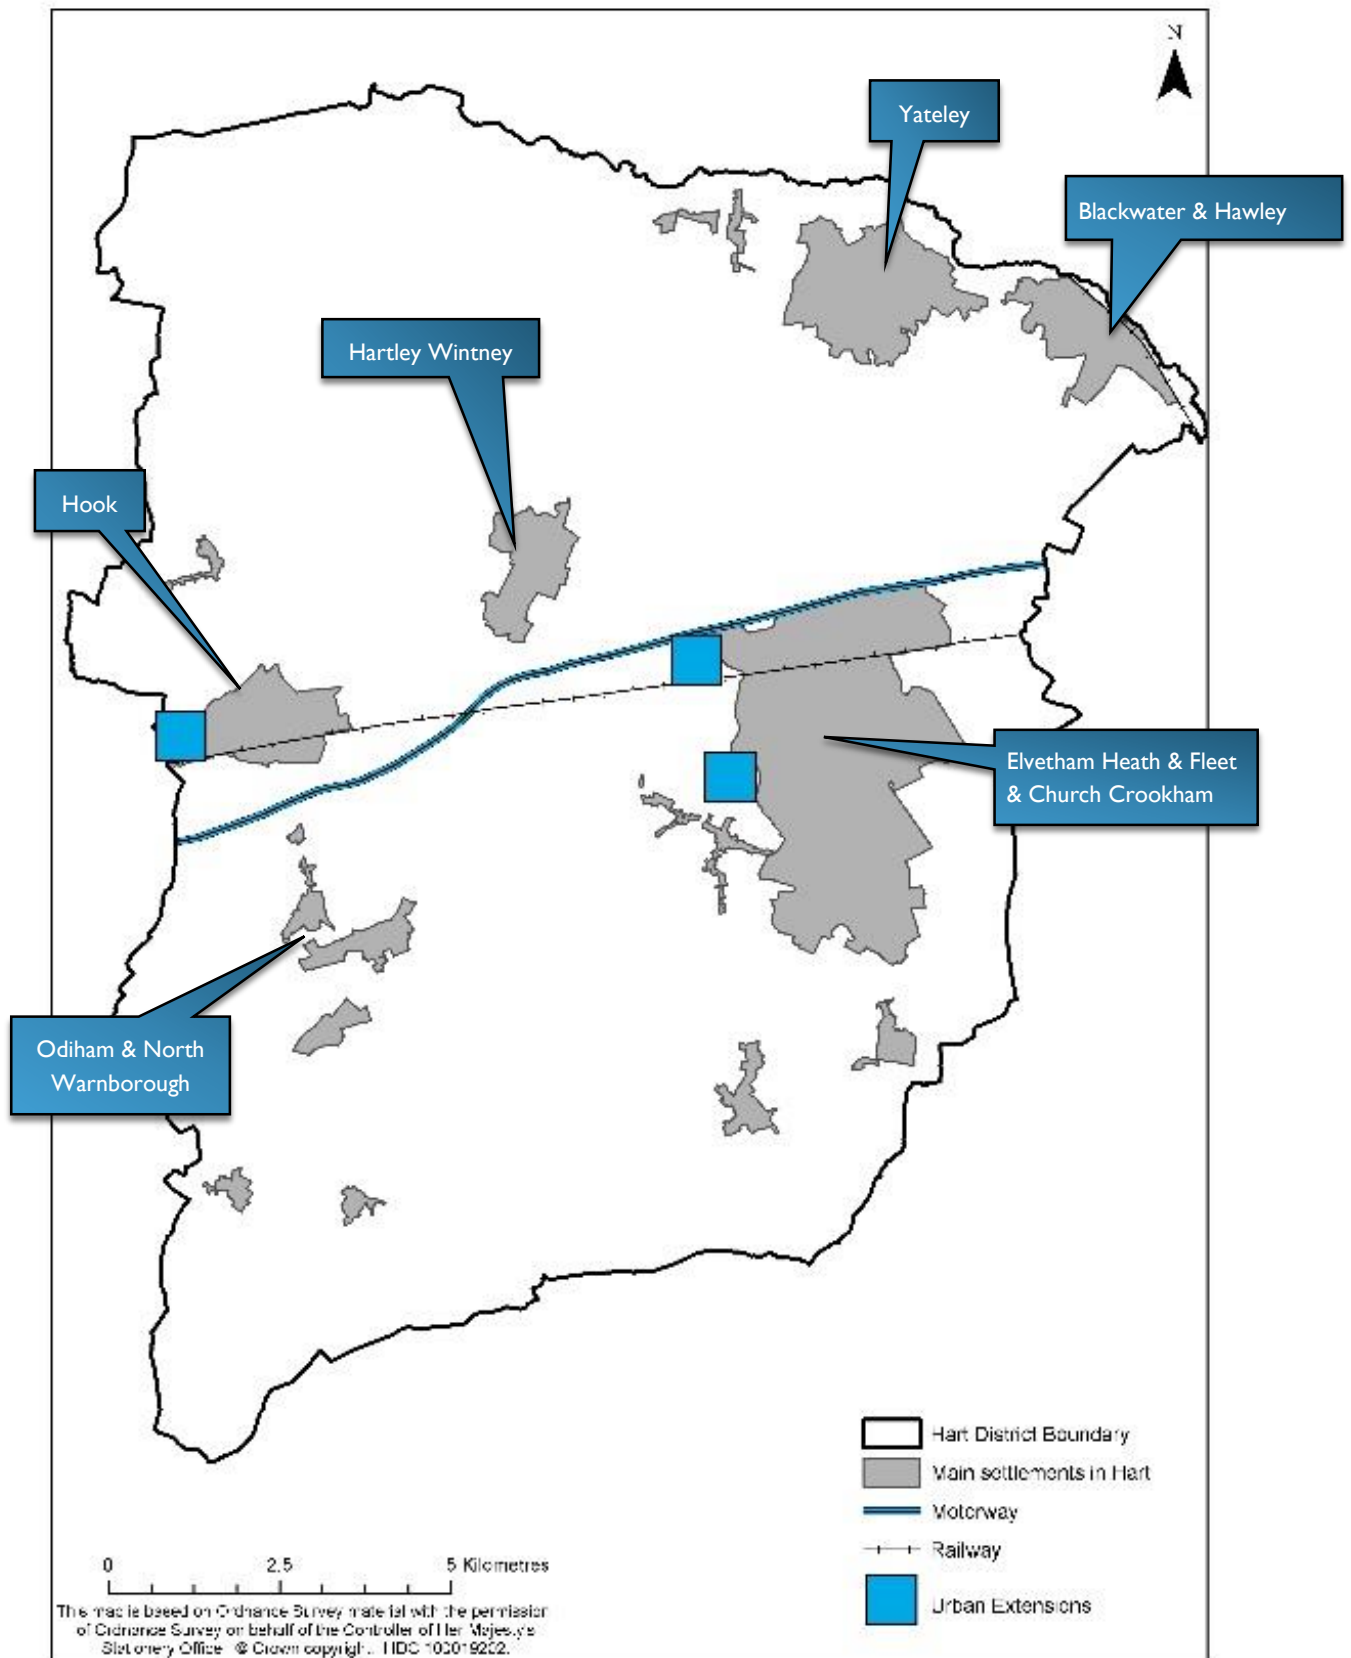 N
Yateley
Blackwater & Hawley
Hartley Wintney
Hook
Elvetham Heath & Fleet
& Church Crookham
Odiham & North
Warnborough
Hart District Boundary
Main settlements in Hart
Motorway
Railway
Urban Extensions
0 2.5 5 Kilometres
This map is based on Ordnance Survey material with the permission
of Ordnance Survey on behalf of the Controller of Her Majesty's
Stationery Office © Crown copyright. HDC 100019202.